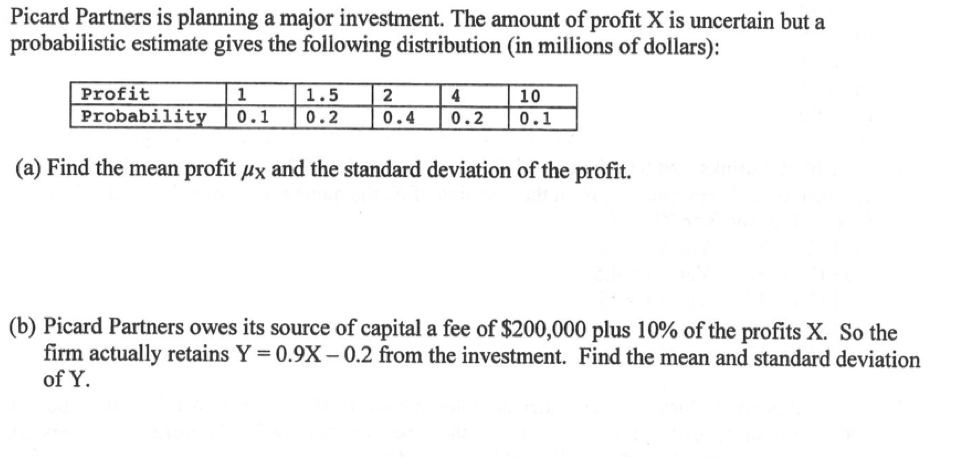 Picard Partners is planning a major investment. The amount of profit X is uncertain but a
probabilistic estimate gives the following distribution (in millions of dollars):
Profit 1 1.5 2 4 10
Probability 0.1 0.2 0.4 0.2 0.1
(a) Find the mean profit μX and the standard deviation of the profit.
(b) Picard Partners owes its source of capital a fee of $200,000 plus 10% of the profits X. So the
firm actually retains Y = 0.9X – 0.2 from the investment. Find the mean and standard deviation
of Y.